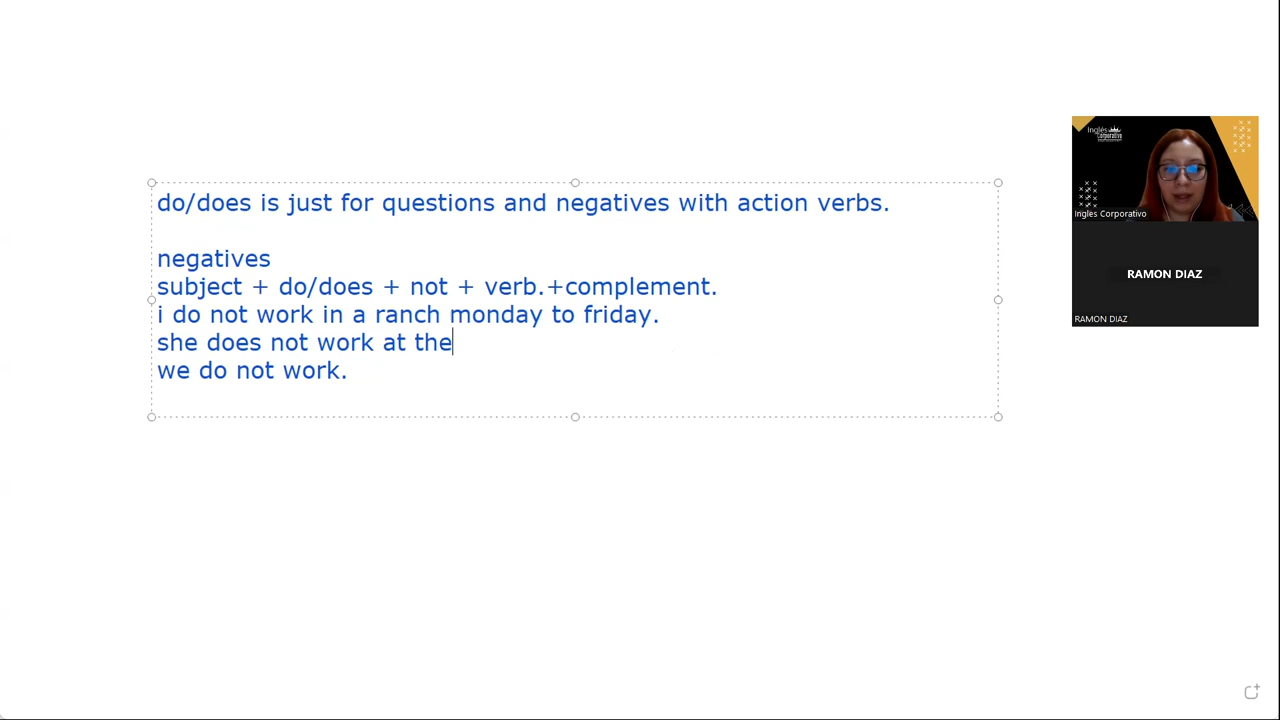 do/does is just for questions and negatives with action verbs.
negatives
subject + do/does + not + verb.+complement.
i do not work in a ranch monday to friday.
she does not work at the
we do not work.
Inglés
Corporativo
Ingles Corporativo
RAMON DIAZ
RAMON DIAZ